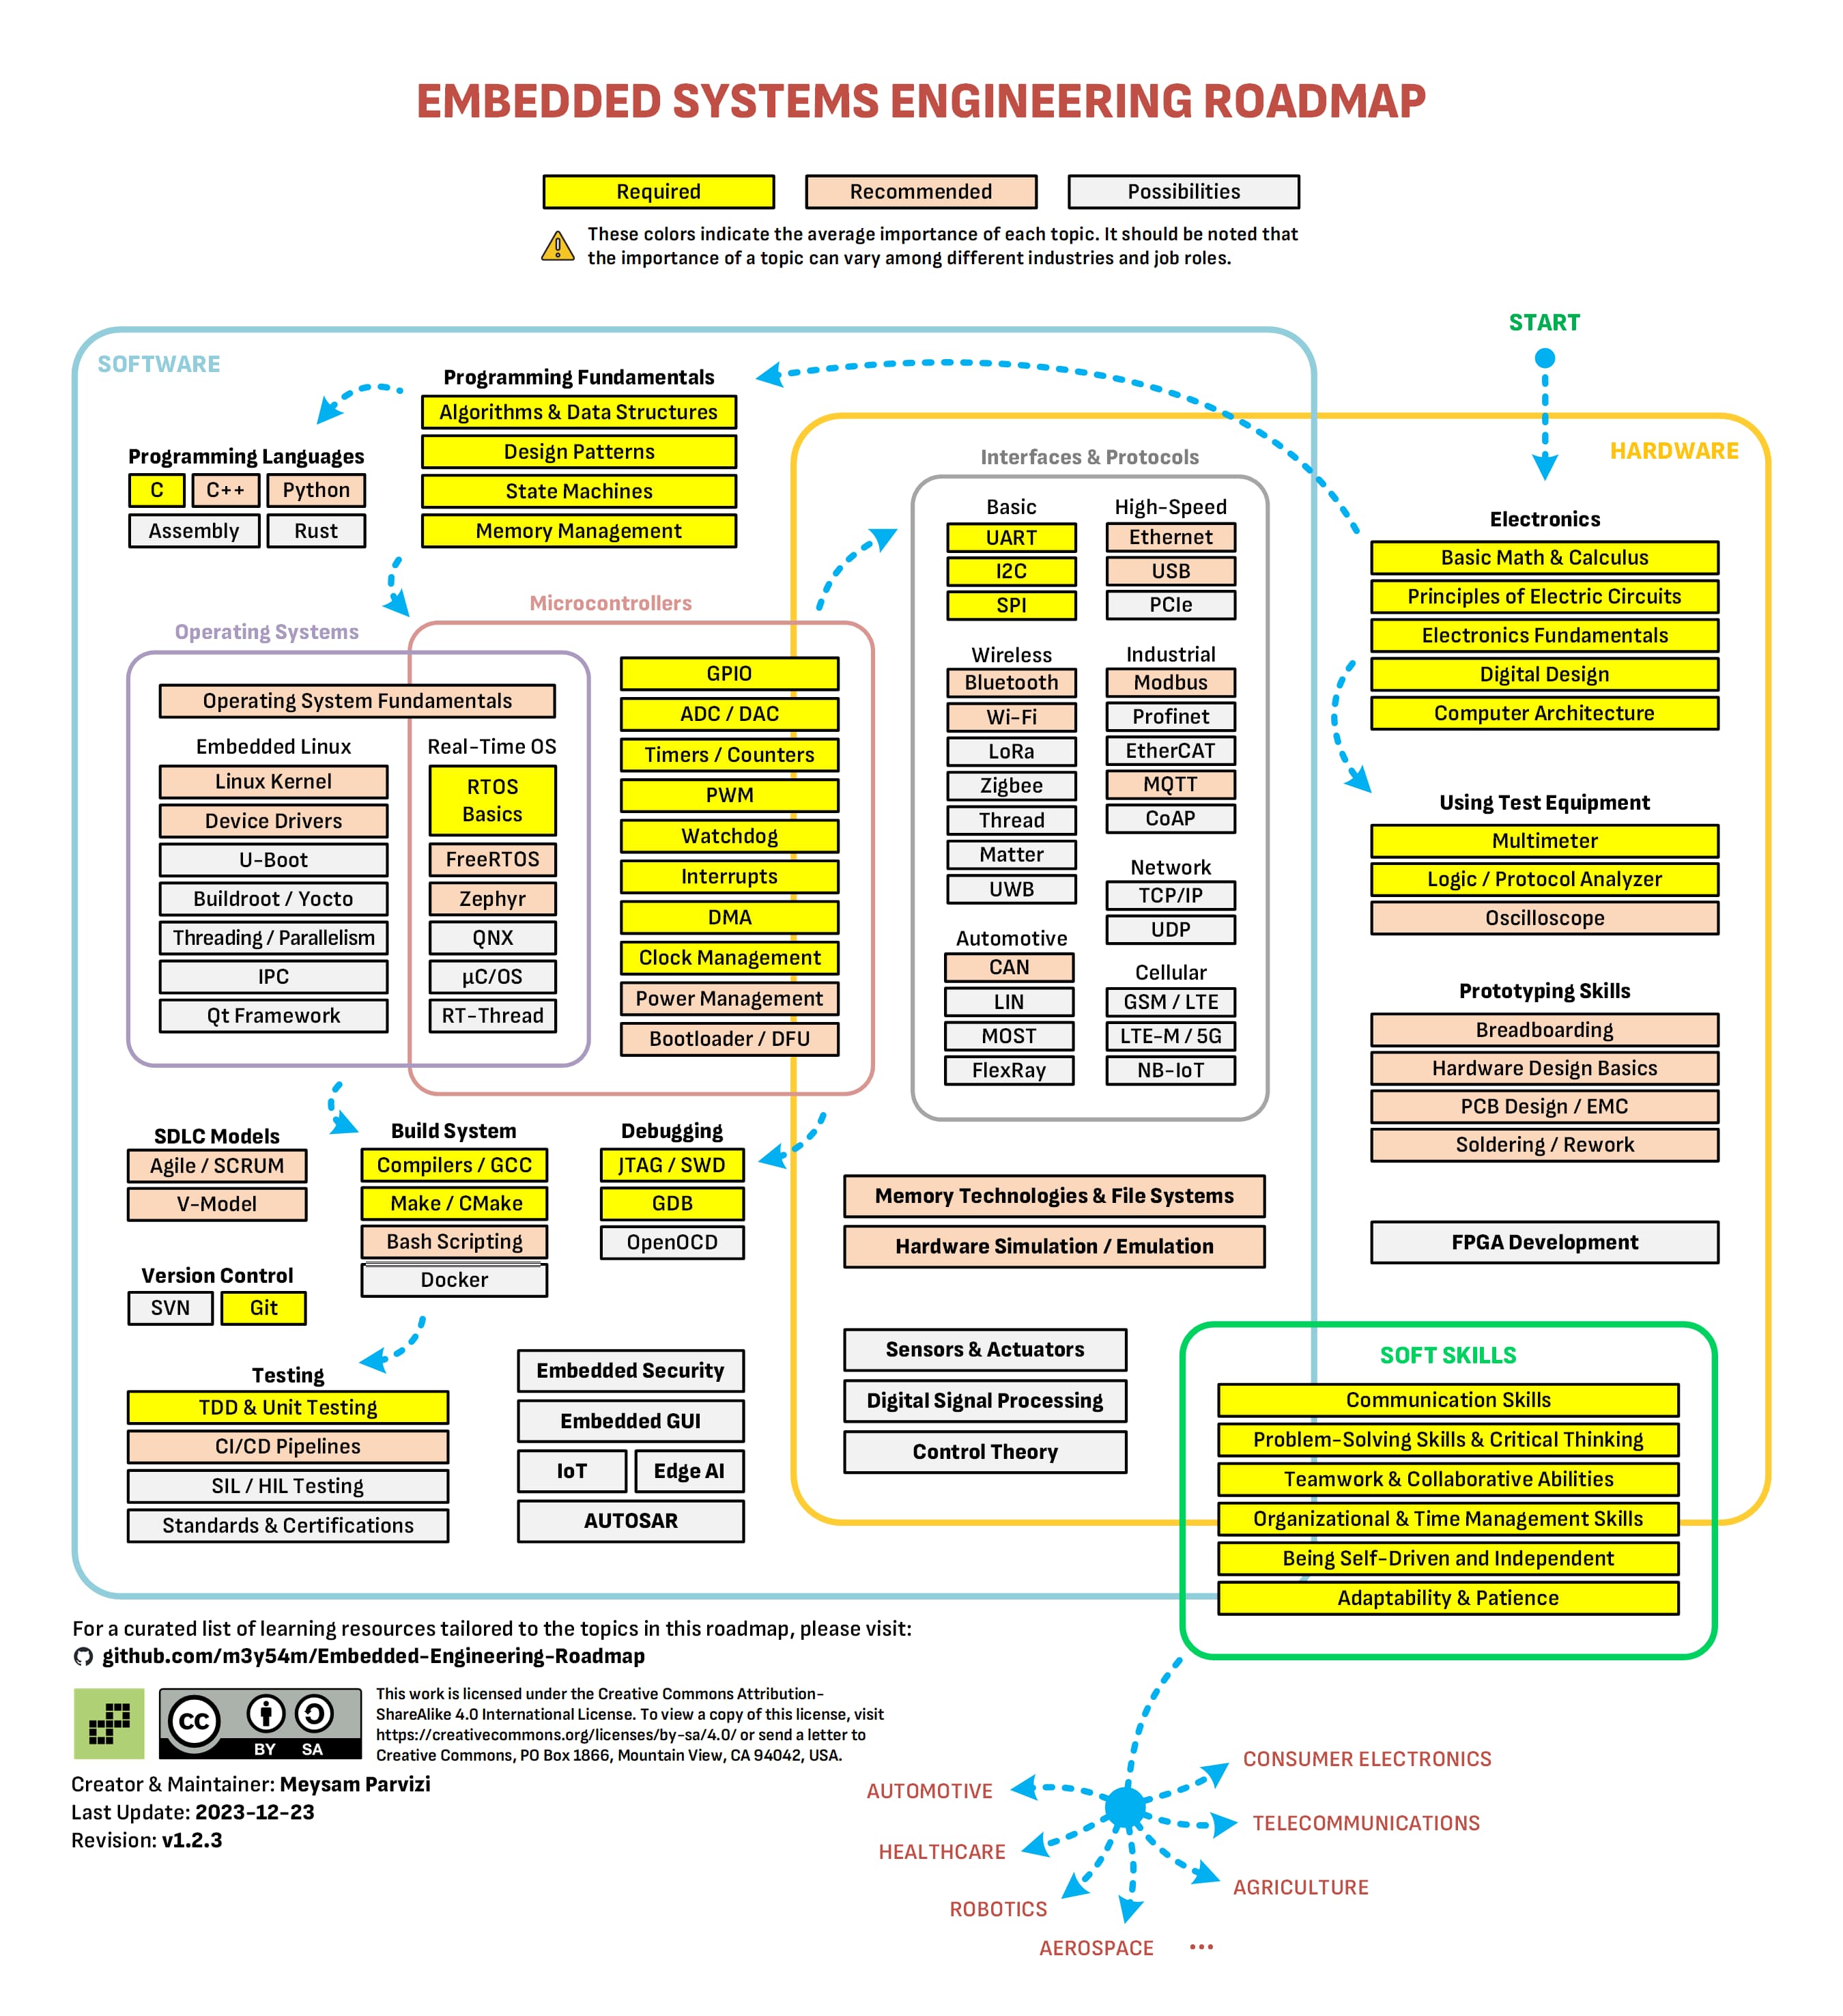 EMBEDDED SYSTEMS ENGINEERING ROADMAP
Required
Recommended
Possibilities
These colors indicate the average importance of each topic. It should be noted that
the importance of a topic can vary among different industries and job roles.
START
SOFTWARE
HARDWARE
Programming Fundamentals
Algorithms & Data Structures
Design Patterns
State Machines
Memory Management
Programming Languages
C
C++
Python
Assembly
Rust
Operating Systems
Operating System Fundamentals
Embedded Linux
Linux Kernel
Device Drivers
U-Boot
Buildroot / Yocto
Threading / Parallelism
IPC
Qt Framework
Real-Time OS
RTOS
Basics
FreeRTOS
Zephyr
QNX
µC/OS
RT-Thread
Microcontrollers
GPIO
ADC / DAC
Timers / Counters
PWM
Watchdog
Interrupts
DMA
Clock Management
Power Management
Bootloader / DFU
Interfaces & Protocols
Basic
UART
I2C
SPI
High-Speed
Ethernet
USB
PCIe
Wireless
Bluetooth
Wi-Fi
LoRa
Zigbee
Thread
Matter
UWB
Industrial
Modbus
Profinet
EtherCAT
MQTT
CoAP
Network
TCP/IP
UDP
Automotive
CAN
LIN
MOST
FlexRay
Cellular
GSM / LTE
LTE-M / 5G
NB-IoT
Electronics
Basic Math & Calculus
Principles of Electric Circuits
Electronics Fundamentals
Digital Design
Computer Architecture
Using Test Equipment
Multimeter
Logic / Protocol Analyzer
Oscilloscope
Prototyping Skills
Breadboarding
Hardware Design Basics
PCB Design / EMC
Soldering / Rework
FPGA Development
SDLC Models
Agile / SCRUM
V-Model
Version Control
SVN
Git
Build System
Compilers / GCC
Make / CMake
Bash Scripting
Docker
Debugging
JTAG / SWD
GDB
OpenOCD
Memory Technologies & File Systems
Hardware Simulation / Emulation
Testing
TDD & Unit Testing
CI/CD Pipelines
SIL / HIL Testing
Standards & Certifications
Embedded Security
Embedded GUI
IoT
Edge AI
AUTOSAR
Sensors & Actuators
Digital Signal Processing
Control Theory
SOFT SKILLS
Communication Skills
Problem-Solving Skills & Critical Thinking
Teamwork & Collaborative Abilities
Organizational & Time Management Skills
Being Self-Driven and Independent
Adaptability & Patience
For a curated list of learning resources tailored to the topics in this roadmap, please visit:
github.com/m3y54m/Embedded-Engineering-Roadmap
CC
BY SA
This work is licensed under the Creative Commons Attribution-
ShareAlike 4.0 International License. To view a copy of this license, visit
https://creativecommons.org/licenses/by-sa/4.0/ or send a letter to
Creative Commons, PO Box 1866, Mountain View, CA 94042, USA.
Creator & Maintainer: Meysam Parvizi
Last Update: 2023-12-23
Revision: v1.2.3
CONSUMER ELECTRONICS
AUTOMOTIVE
TELECOMMUNICATIONS
HEALTHCARE
AGRICULTURE
ROBOTICS
AEROSPACE
...